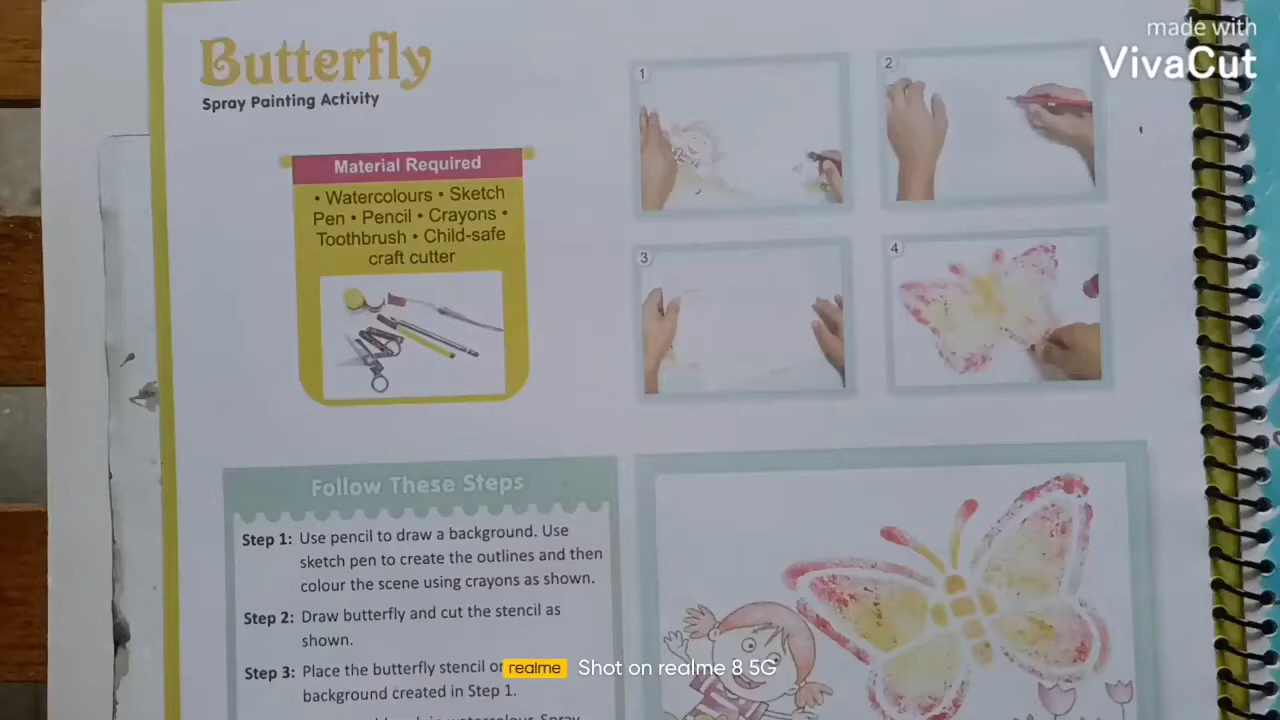 Butterfly
Spray Painting Activity
Material Required
• Watercolours • Sketch
Pen • Pencil • Crayons •
Toothbrush • Child-safe
craft cutter
1
2
3
4
Follow These Steps
Step 1: Use pencil to draw a background. Use
sketch pen to create the outlines and then
colour the scene using crayons as shown.
Step 2: Draw butterfly and cut the stencil as
shown.
Step 3: Place the butterfly stencil
background created in Step 1.
made with
VivaCut
realme Shot on realme 8 5G